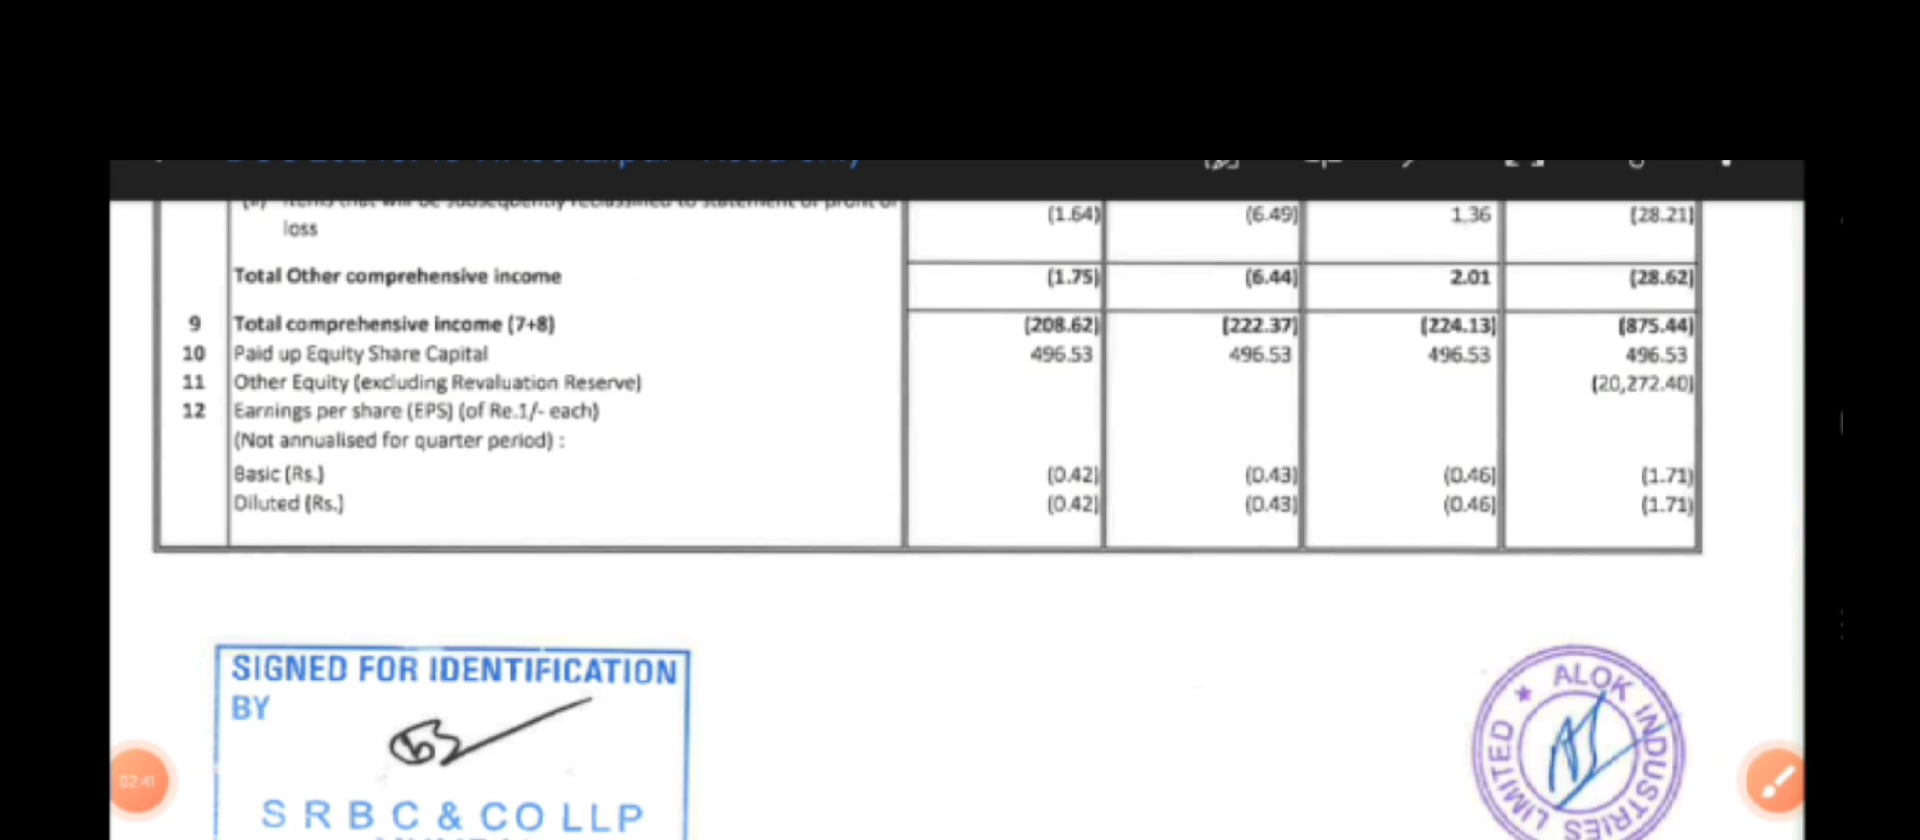 loss (1.64) (6.49) 1.36 (28.21)
Total Other comprehensive income (1.75) (6.44) 2.01 (28.62)
9 Total comprehensive income (7+8) (208.62) (222.37) (224.13) (875.44)
10 Paid up Equity Share Capital 496.53 496.53 496.53 496.53
11 Other Equity (excluding Revaluation Reserve) (20,272.40)
12 Earnings per share (EPS) (of Re.1/- each)
(Not annualised for quarter period) :
Basic (Rs.) (0.42) (0.43) (0.46) (1.71)
Diluted (Rs.) (0.42) (0.43) (0.46) (1.71)
SIGNED FOR IDENTIFICATION
BY
S R B C & CO LLP
ALOK INDUSTRIES LIMITED
02:41